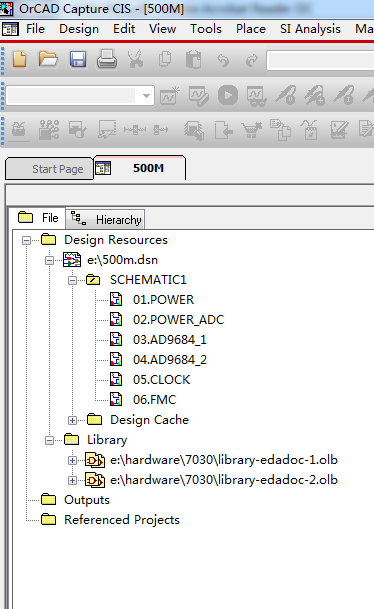 OrCAD Capture CIS - [500M]
File Design Edit View Tools Place SI Analysis Ma
Start Page 500M
File Hierarchy
Design Resources
e:\500m.dsn
SCHEMATIC1
01.POWER
02.POWER_ADC
03.AD9684_1
04.AD9684_2
05.CLOCK
06.FMC
Design Cache
Library
e:\hardware\7030\library-edadoc-1.olb
e:\hardware\7030\library-edadoc-2.olb
Outputs
Referenced Projects